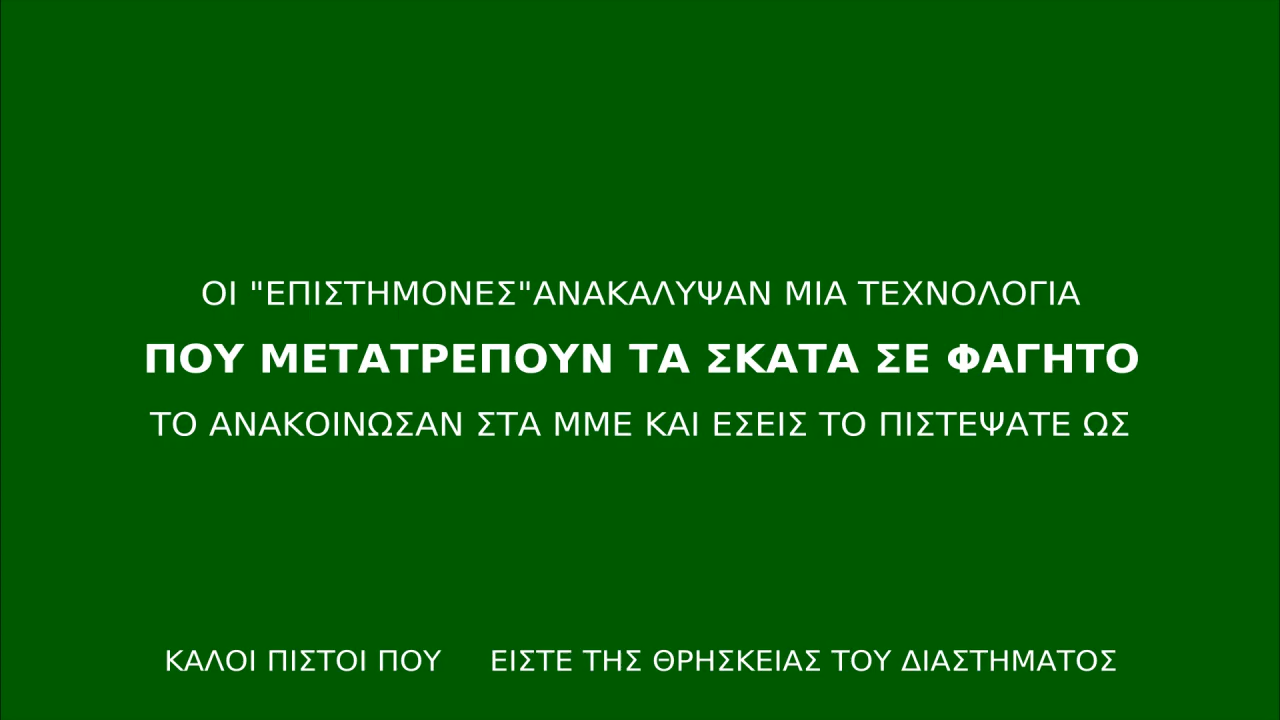 ΟΙ "ΕΠΙΣΤΗΜΟΝΕΣ"ΑΝΑΚΑΛΥΨΑΝ ΜΙΑ ΤΕΧΝΟΛΟΓΙΑ
ΠΟΥ ΜΕΤΑΤΡΕΠΟΥΝ ΤΑ ΣΚΑΤΑ ΣΕ ΦΑΓΗΤΟ
ΤΟ ΑΝΑΚΟΙΝΩΣΑΝ ΣΤΑ ΜΜΕ ΚΑΙ ΕΣΕΙΣ ΤΟ ΠΙΣΤΕΨΑΤΕ ΩΣ
ΚΑΛΟΙ ΠΙΣΤΟΙ ΠΟΥ ΕΙΣΤΕ ΤΗΣ ΘΡΗΣΚΕΙΑΣ ΤΟΥ ΔΙΑΣΤΗΜΑΤΟΣ